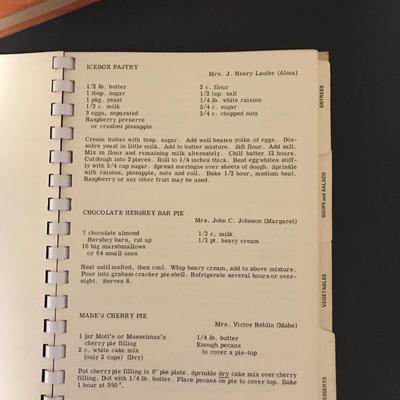 ICEBOX PASTRY
Mrs. J. Henry Laufer (Alma)
1/2 lb. butter
1 tbsp. sugar
1 pkg. yeast
1/2 c. milk
3 eggs, separated
Raspberry preserve
or crushed pineapple
2 c. flour
1/2 tsp. salt
1/4 lb. white raisins
3/4 c. sugar
3/4 c. chopped nuts
Cream butter with tbsp. sugar. Add well beaten yolks of eggs. Dis-
solve yeast in little milk. Add to butter mixture. Sift flour. Add salt.
Mix in flour and remaining milk alternately. Chill batter 12 hours.
Cut dough into 2 pieces. Roll to 1/4 inches thick. Beat egg whites stiff-
ly with 3/4 cup sugar. Spread meringue over sheets of dough. Sprinkle
with raisins, pineapple, nuts and roll. Bake 1/2 hour, medium heat.
Raspberry or any other fruit may be used.
CHOCOLATE HERSHEY BAR PIE
Mrs. John C. Johnson (Margaret)
7 chocolate almond
Hershey bars, cut up
16 big marshmallows
or 64 small ones
1/2 c. milk
1/2 pt. heavy cream
Heat until melted, then cool. Whip heavy cream, add to above mixture.
Pour into graham cracker pie shell. Refrigerate several hours or over-
night. Serves 8.
MABE'S CHERRY PIE
Mrs. Victor Rehlin (Mabe)
1 jar Mott's or Musselman's
cherry pie filling
2 c. white cake mix
(only 2 cups) (Dry)
1/4 lb. butter
Enough pecans
to cover a pie-top
Put cherry pie filling in 8" pie plate. Sprinkle dry cake mix over cherry
filling. Dot with 1/4 lb. butter. Place pecans on pie to cover top. Bake
1 hour at 350°.
ENTREES
SOUPS and SALADS
VEGETABLES
DESSERTS